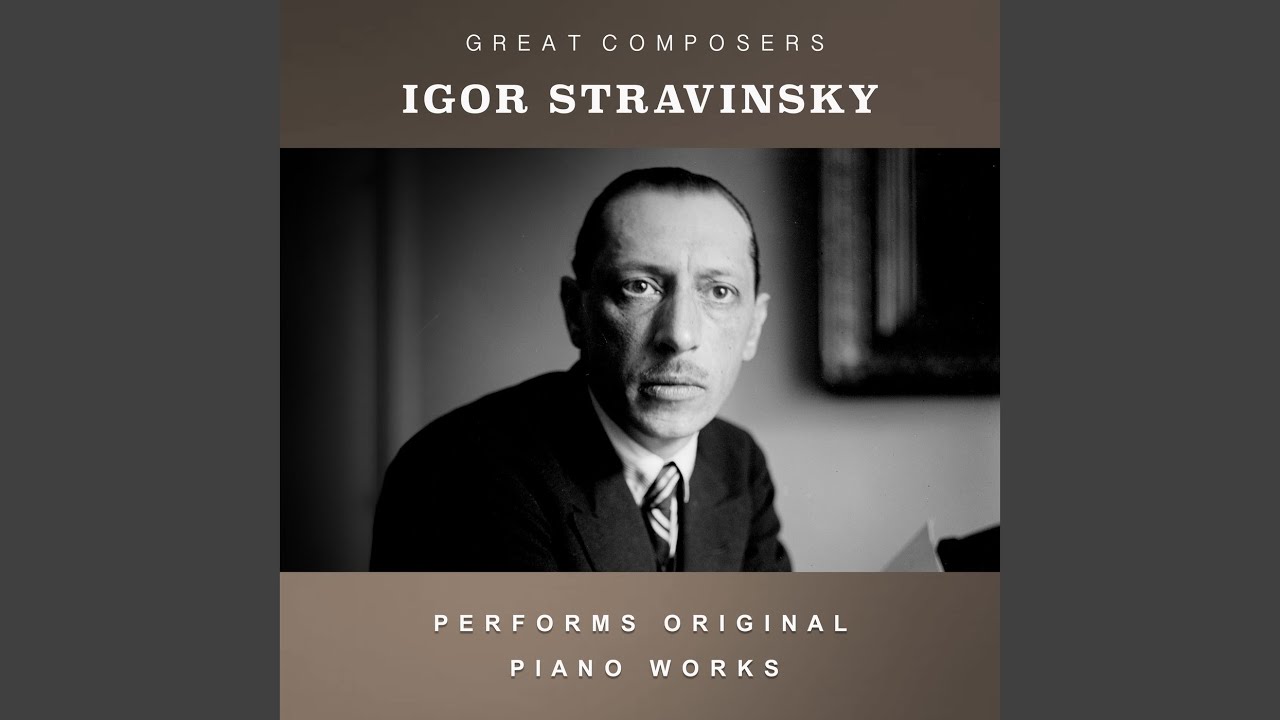 GREAT COMPOSERS
IGOR STRAVINSKY
PERFORMS ORIGINAL
PIANO WORKS